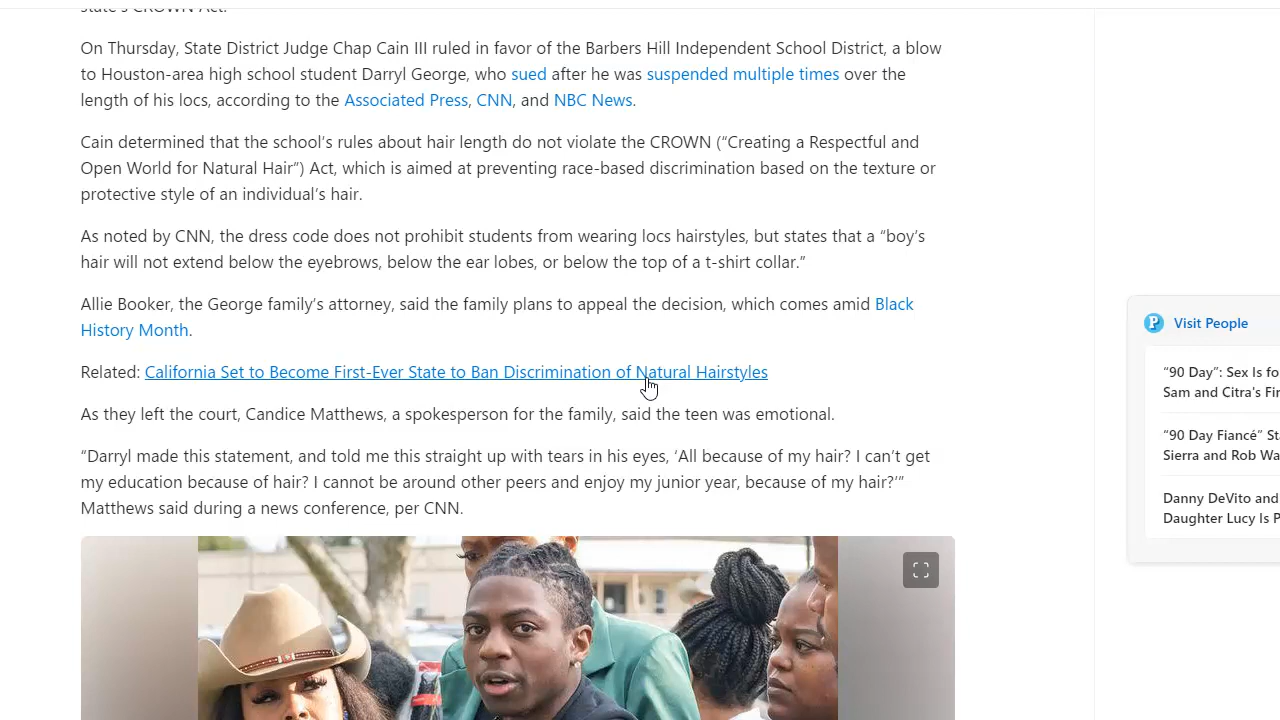 state's CROWN Act.
On Thursday, State District Judge Chap Cain III ruled in favor of the Barbers Hill Independent School District, a blow
to Houston-area high school student Darryl George, who sued after he was suspended multiple times over the
length of his locs, according to the Associated Press, CNN, and NBC News.
Cain determined that the school’s rules about hair length do not violate the CROWN (“Creating a Respectful and
Open World for Natural Hair”) Act, which is aimed at preventing race-based discrimination based on the texture or
protective style of an individual’s hair.
As noted by CNN, the dress code does not prohibit students from wearing locs hairstyles, but states that a “boy’s
hair will not extend below the eyebrows, below the ear lobes, or below the top of a t-shirt collar.”
Allie Booker, the George family’s attorney, said the family plans to appeal the decision, which comes amid Black
History Month.
Related: California Set to Become First-Ever State to Ban Discrimination of Natural Hairstyles
As they left the court, Candice Matthews, a spokesperson for the family, said the teen was emotional.
“Darryl made this statement, and told me this straight up with tears in his eyes, ‘All because of my hair? I can’t get
my education because of hair? I cannot be around other peers and enjoy my junior year, because of my hair?’”
Matthews said during a news conference, per CNN.
P Visit People
“90 Day”: Sex Is fo
Sam and Citra's Fir
“90 Day Fiancé” St
Sierra and Rob Wa
Danny DeVito and
Daughter Lucy Is P